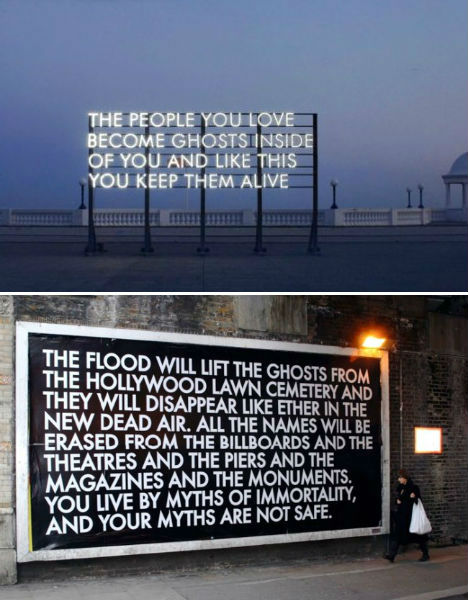 THE PEOPLE YOU LOVE
BECOME GHOSTS INSIDE
OF YOU AND LIKE THIS
YOU KEEP THEM ALIVE
THE FLOOD WILL LIFT THE GHOSTS FROM
THE HOLLYWOOD LAWN CEMETERY AND
THEY WILL DISAPPEAR LIKE ETHER IN THE
NEW DEAD AIR. ALL THE NAMES WILL BE
ERASED FROM THE BILLBOARDS AND THE
THEATRES AND THE PIERS AND THE
MAGAZINES AND THE MONUMENTS.
YOU LIVE BY MYTHS OF IMMORTALITY,
AND YOUR MYTHS ARE NOT SAFE.